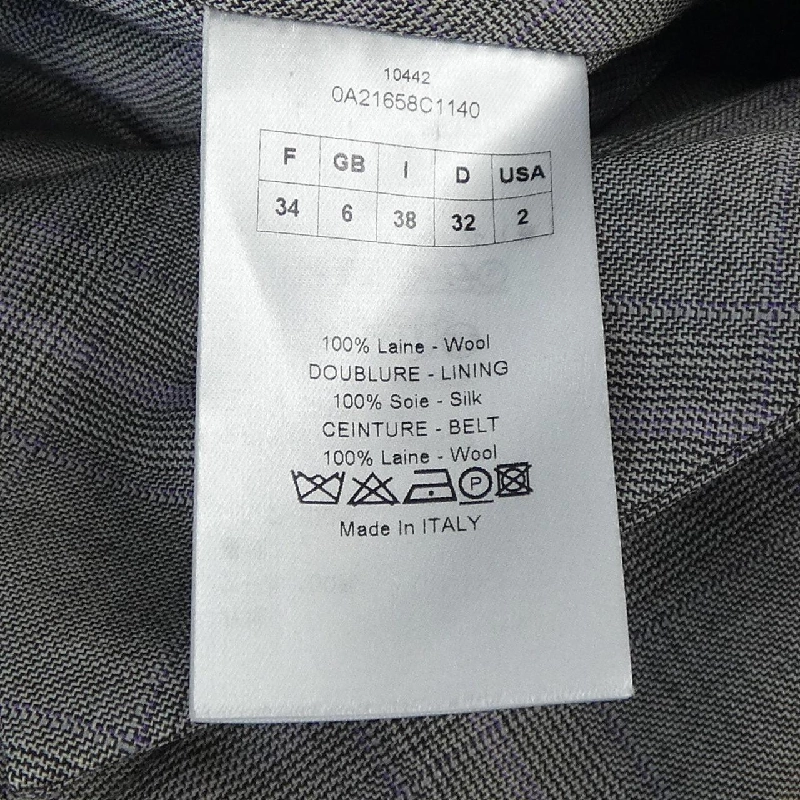 10442
0A21658C1140
F GB I D USA
34 6 38 32 2
100% Laine - Wool
DOUBLURE - LINING
100% Soie - Silk
CEINTURE - BELT
100% Laine - Wool
P
Made In ITALY